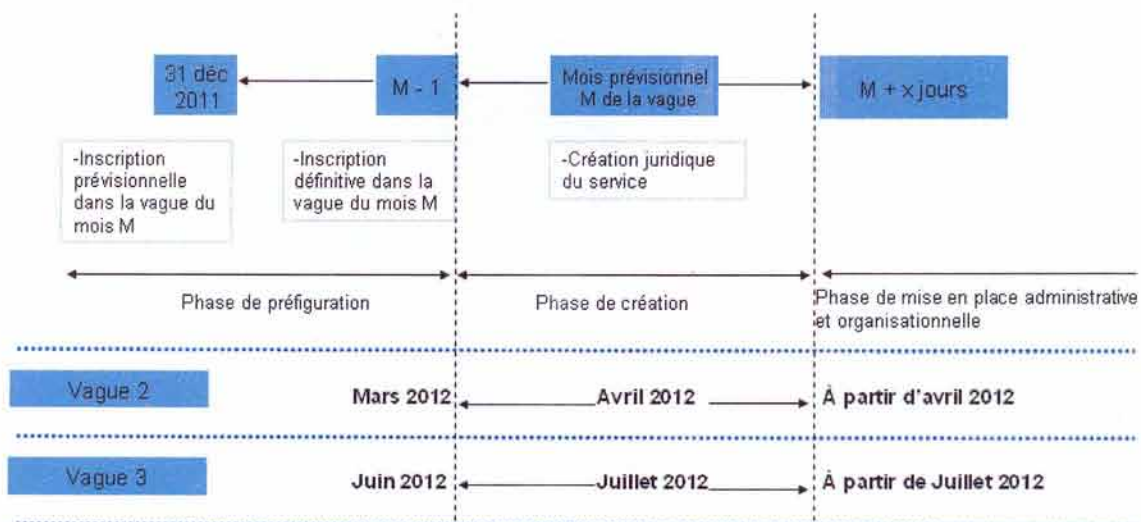 31 déc
2011
M - 1
Mois prévisionnel
M de la vague
M + x jours
-Inscription
prévisionnelle
dans la vague du
mois M
-Inscription
définitive dans la
vague du mois M
-Création juridique
du service
Phase de préfiguration
Phase de création
Phase de mise en place administrative
et organisationnelle
Vague 2
Mars 2012
Avril 2012
À partir d'avril 2012
Vague 3
Juin 2012
Juillet 2012
À partir de Juillet 2012